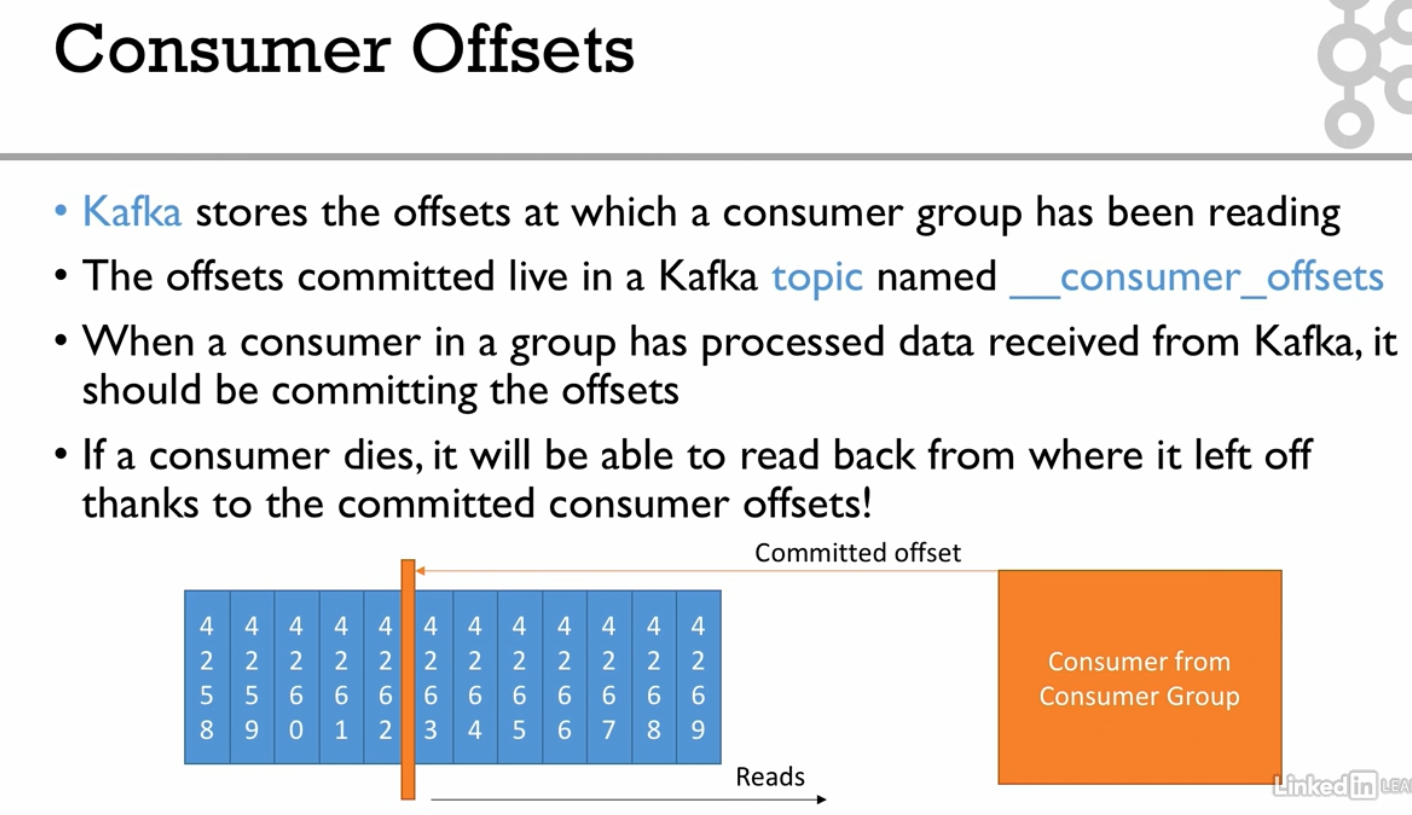 Consumer Offsets
• Kafka stores the offsets at which a consumer group has been reading
• The offsets committed live in a Kafka topic named __consumer_offsets
• When a consumer in a group has processed data received from Kafka, it
should be committing the offsets
• If a consumer dies, it will be able to read back from where it left off
thanks to the committed consumer offsets!
Committed offset
4258 4259 4260 4261 4262 4263 4264 4265 4266 4267 4268 4269
Consumer from
Consumer Group
Reads
Linked in LEA